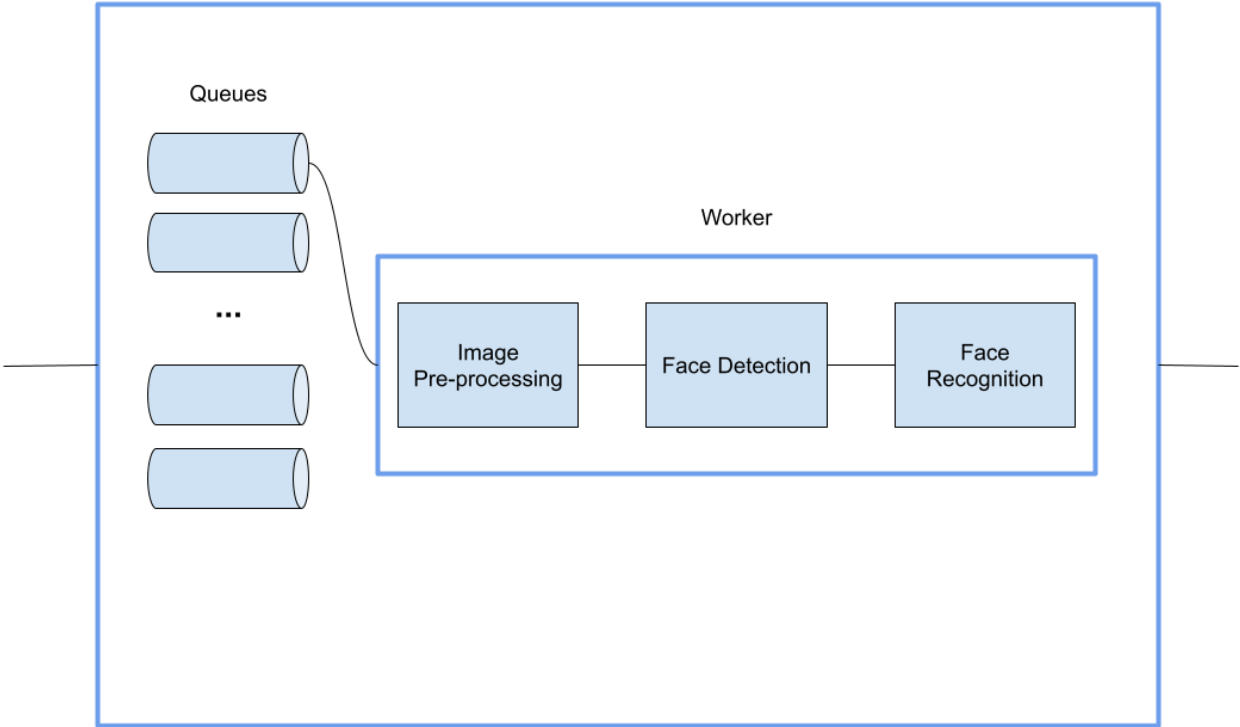 Queues
...
Worker
Image
Pre-processing
Face Detection
Face
Recognition